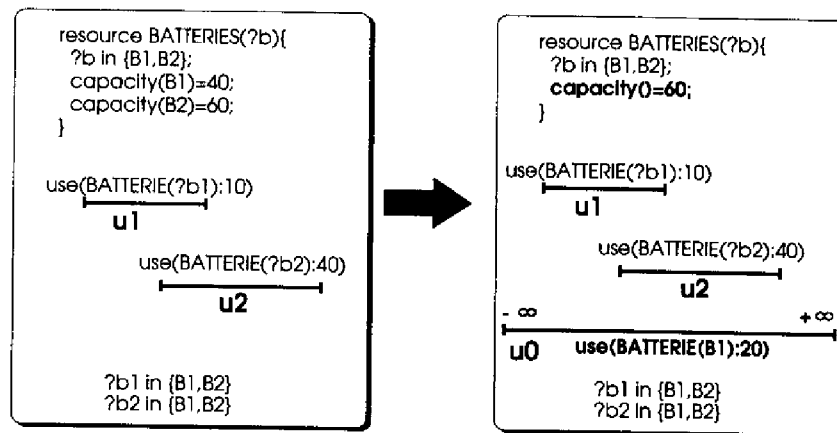 resource BATTERIES(?b){
?b in {B1,B2};
capacity(B1)=40;
capacity(B2)=60;
}
use(BATTERIE(?b1):10)
u1
use(BATTERIE(?b2):40)
u2
?b1 in {B1,B2}
?b2 in {B1,B2}
resource BATTERIES(?b){
?b in {B1,B2};
capacity()=60;
}
use(BATTERIE(?b1):10)
u1
use(BATTERIE(?b2):40)
u2
- ∞ + ∞
u0 use(BATTERIE(B1):20)
?b1 in {B1,B2}
?b2 in {B1,B2}